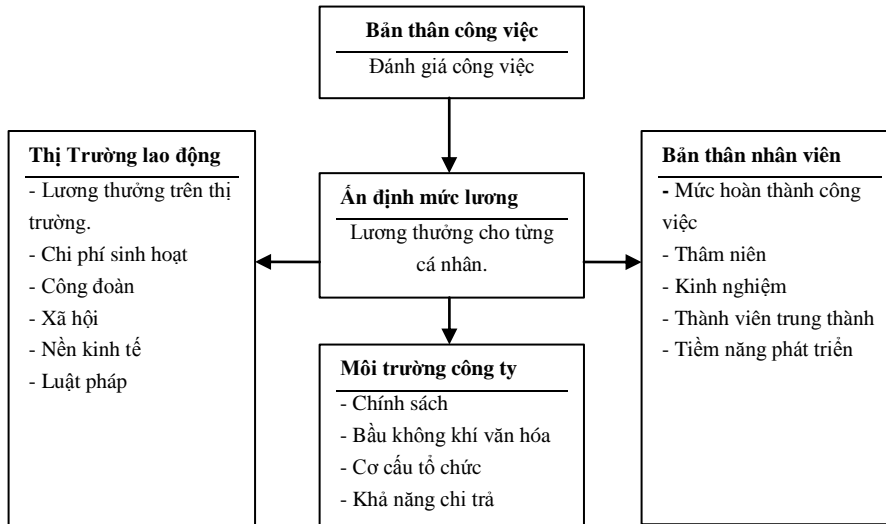 Bản thân công việc
Đánh giá công việc
Thị Trường lao động
- Lương thưởng trên thị
trường.
- Chi phí sinh hoạt
- Công đoàn
- Xã hội
- Nền kinh tế
- Luật pháp
Ấn định mức lương
Lương thưởng cho từng
cá nhân.
Bản thân nhân viên
- Mức hoàn thành công
việc
- Thâm niên
- Kinh nghiệm
- Thành viên trung thành
- Tiềm năng phát triển
Môi trường công ty
- Chính sách
- Bầu không khí văn hóa
- Cơ cấu tổ chức
- Khả năng chi trả